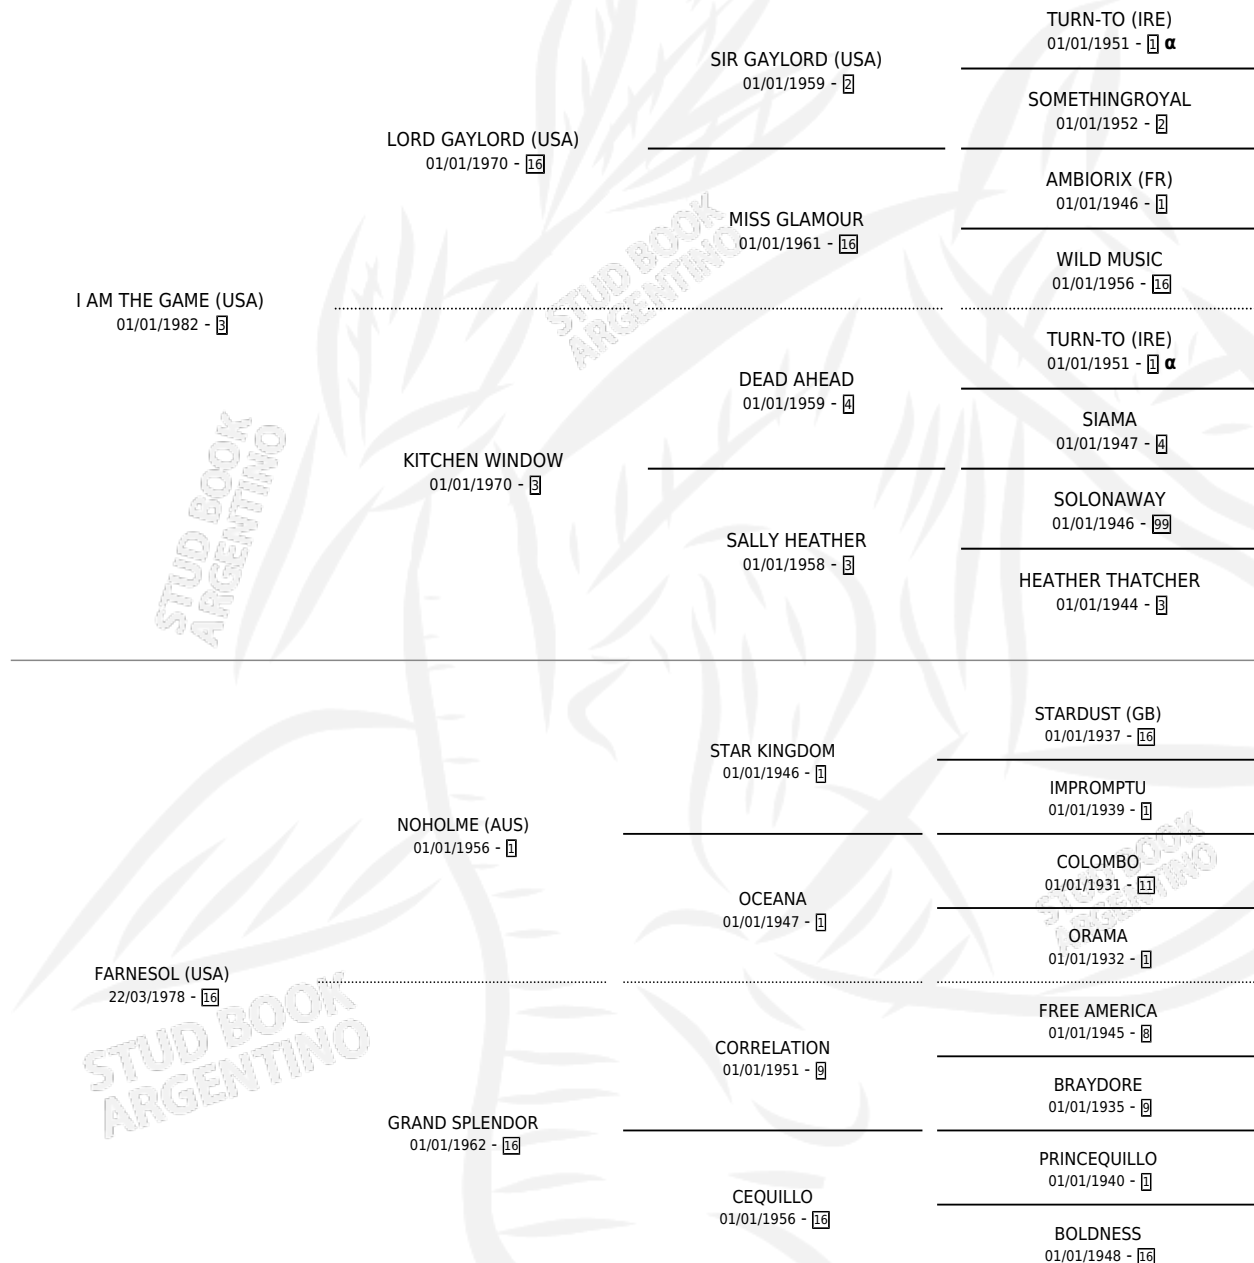 TURN-TO (IRE)
01/01/1951 - 1 α
SIR GAYLORD (USA)
01/01/1959 - 2
SOMETHINGROYAL
01/01/1952 - 2
LORD GAYLORD (USA)
01/01/1970 - 16
AMBIORIX (FR)
01/01/1946 - 1
MISS GLAMOUR
01/01/1961 - 16
WILD MUSIC
01/01/1956 - 16
I AM THE GAME (USA)
01/01/1982 - 3
TURN-TO (IRE)
01/01/1951 - 1 α
DEAD AHEAD
01/01/1959 - 4
SIAMA
01/01/1947 - 4
KITCHEN WINDOW
01/01/1970 - 3
SOLONAWAY
01/01/1946 - 99
SALLY HEATHER
01/01/1958 - 3
HEATHER THATCHER
01/01/1944 - 3
STARDUST (GB)
01/01/1937 - 16
STAR KINGDOM
01/01/1946 - 1
IMPROMPTU
01/01/1939 - 1
NOHOLME (AUS)
01/01/1956 - 1
COLOMBO
01/01/1931 - 11
OCEANA
01/01/1947 - 1
ORAMA
01/01/1932 - 1
FARNESOL (USA)
22/03/1978 - 16
FREE AMERICA
01/01/1945 - 8
CORRELATION
01/01/1951 - 9
BRAYDORE
01/01/1935 - 9
GRAND SPLENDOR
01/01/1962 - 16
PRINCEQUILLO
01/01/1940 - 1
CEQUILLO
01/01/1956 - 16
BOLDNESS
01/01/1948 - 16
STUD BOOK
ARGENTINO
STUD BOOK
ARGENTINO
STUD BOOK
ARGENTINO
STUD BOOK
ARGENTINO